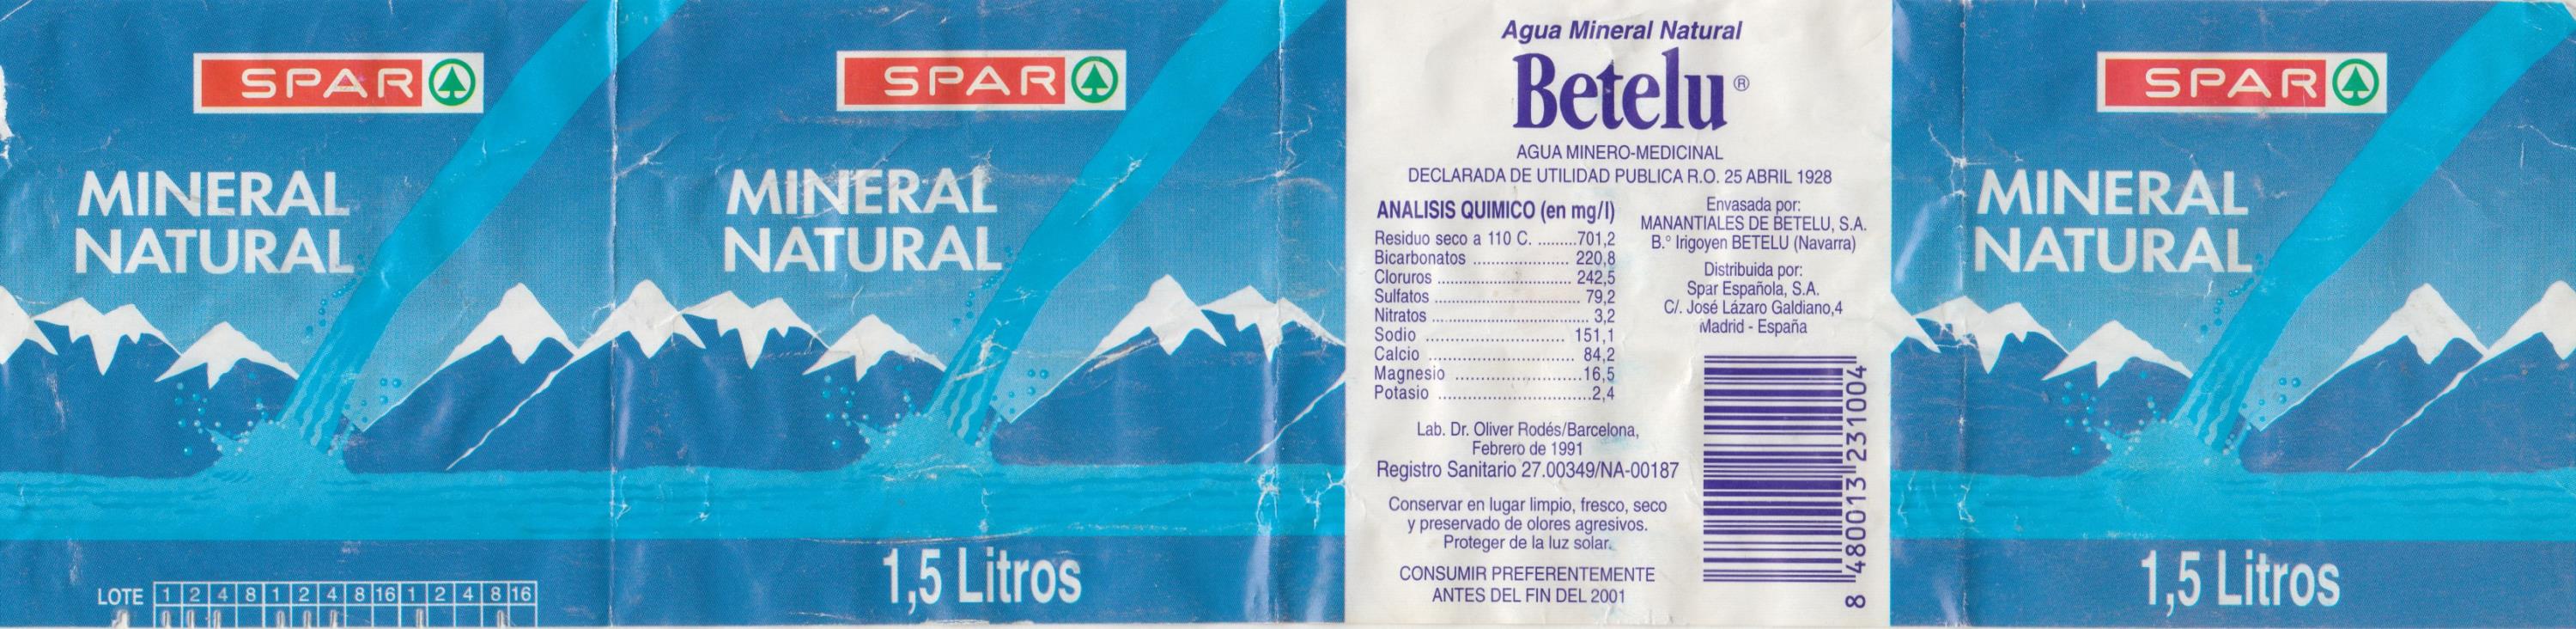 SPAR
MINERAL
NATURAL
LOTE 1 2 4 8 1 2 4 8 16 1 2 4 8 16
SPAR
MINERAL
NATURAL
1,5 Litros
Agua Mineral Natural
Betelu®
AGUA MINERO-MEDICINAL
DECLARADA DE UTILIDAD PUBLICA R.O. 25 ABRIL 1928
ANALISIS QUIMICO (en mg/l)
Residuo seco a 110 C. .........701,2
Bicarbonatos ...................... 220,8
Cloruros ............................... 242,5
Sulfatos ................................. 79,2
Nitratos .................................... 3,2
Sodio ................................ 151,1
Calcio ................................... 84,2
Magnesio .............................16,5
Potasio ...................................2,4
Envasada por:
MANANTIALES DE BETELU, S.A.
B.° Irigoyen BETELU (Navarra)
Distribuida por:
Spar Española, S.A.
C/. José Lázaro Galdiano,4
Madrid - España
Lab. Dr. Oliver Rodés/Barcelona,
Febrero de 1991
Registro Sanitario 27.00349/NA-00187
Conservar en lugar limpio, fresco, seco
y preservado de olores agresivos.
Proteger de la luz solar.
CONSUMIR PREFERENTEMENTE
ANTES DEL FIN DEL 2001
8 480013 231004
SPAR
MINERAL
NATURAL
1,5 Litros